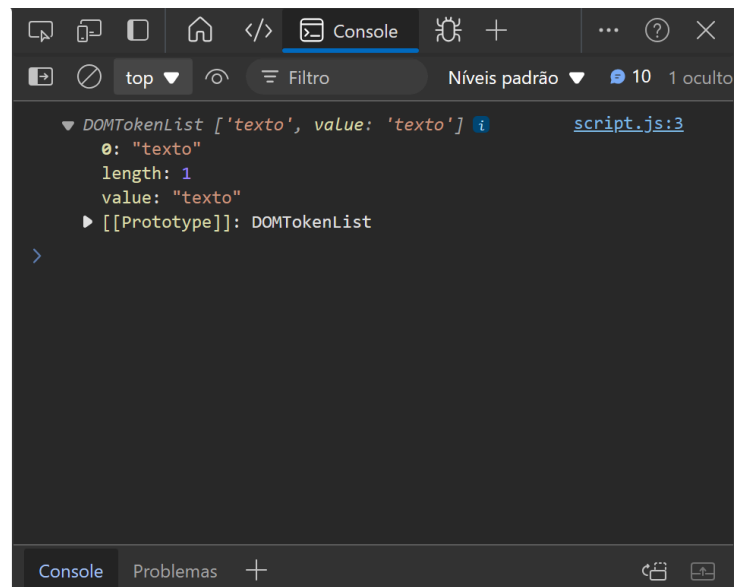 Console
top Filtro Níveis padrão 10 1 oculto
DOMTokenList ['texto', value: 'texto'] i script.js:3
0: "texto"
length: 1
value: "texto"
[[Prototype]]: DOMTokenList
>
Console Problemas